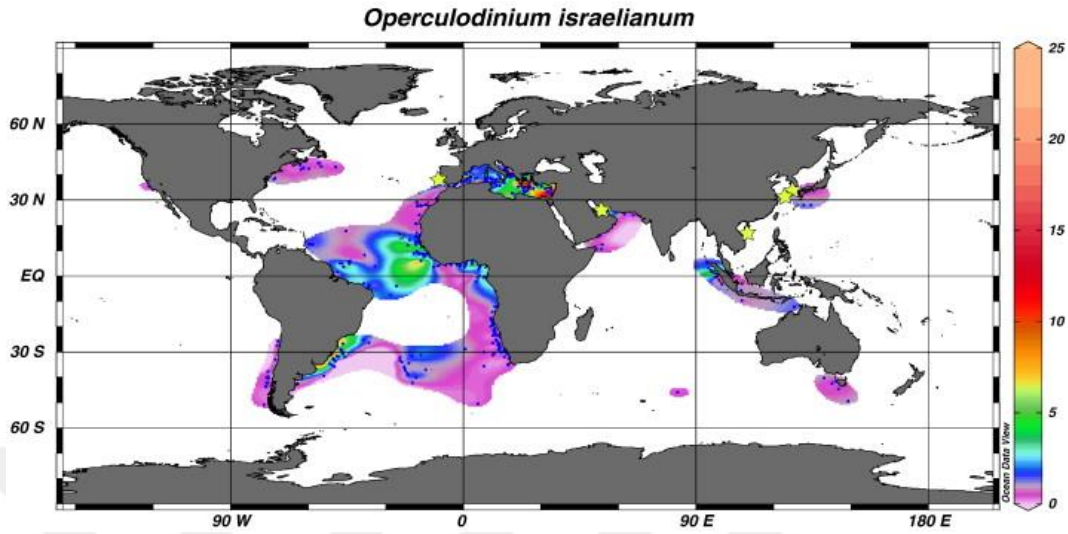 Operculodinium israelianum
25
60 N
20
30 N
15
EQ
10
30 S
5
60 S
Ocean Data View
0
90 W
0
90 E
180 E